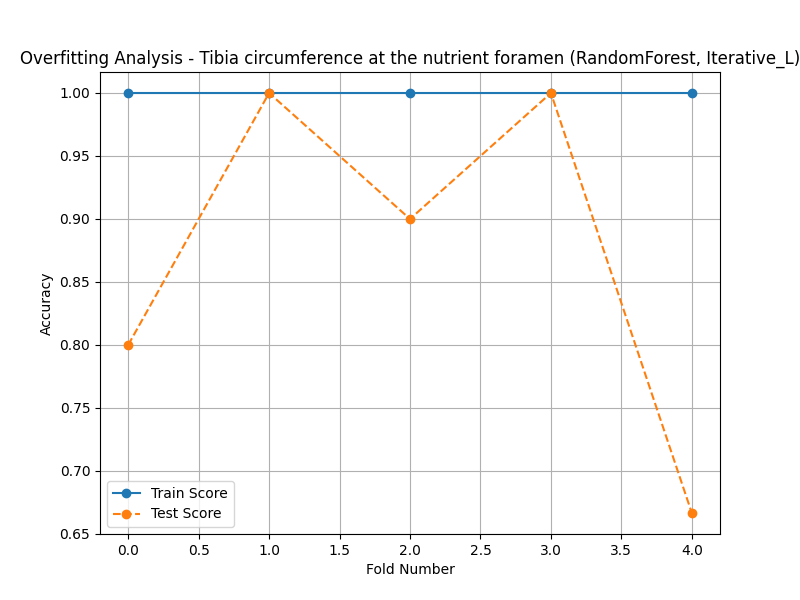 Overfitting Analysis - Tibia circumference at the nutrient foramen (RandomForest, Iterative_L)
1.00
0.95
0.90
0.85
0.80
0.75
0.70
0.65
Accuracy
Train Score
Test Score
0.0 0.5 1.0 1.5 2.0 2.5 3.0 3.5 4.0
Fold Number